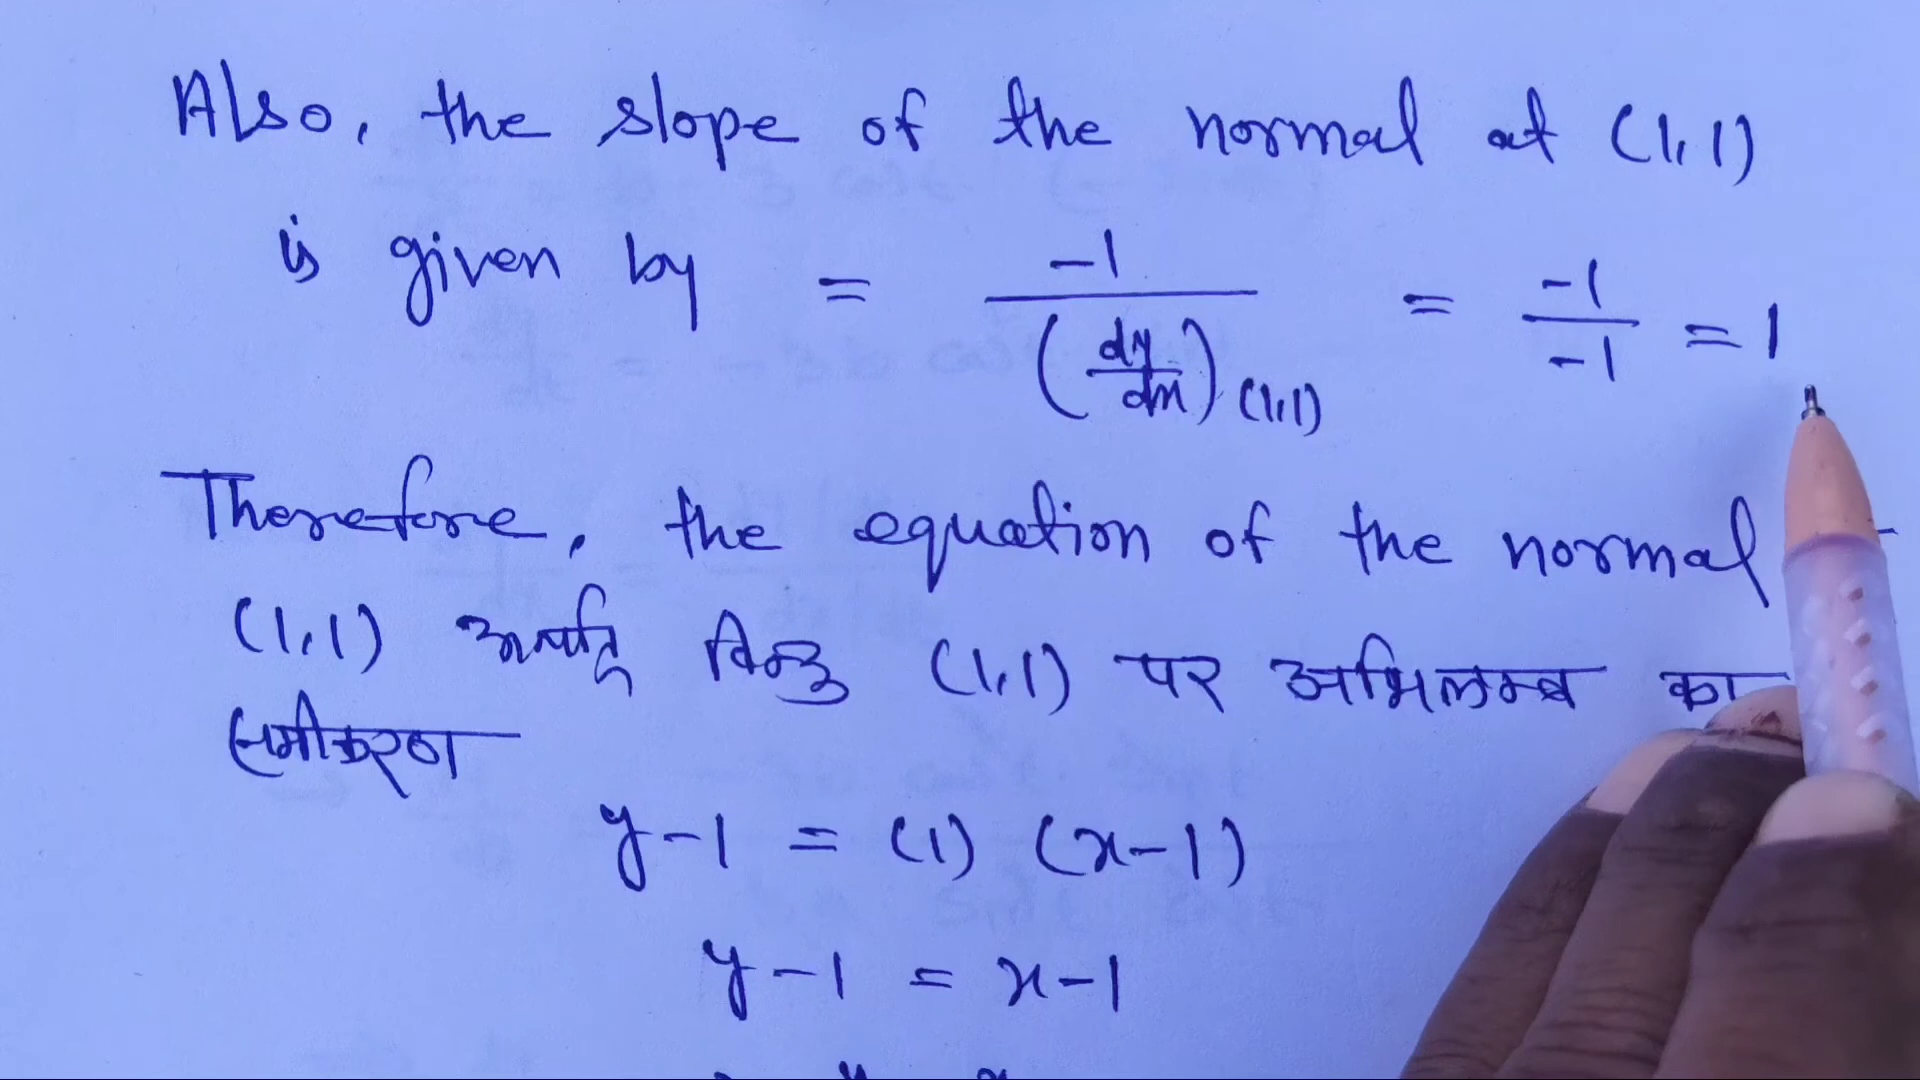 Also, the slope of the normal at (1,1)
is given by = -1 / (dy/dx)(1,1) = -1/-1 = 1
Therefore, the equation of the normal
(1,1) अर्थात् बिन्दु (1,1) पर अभिलम्ब का
समीकरण
y-1 = (1) (x-1)
y-1 = x-1